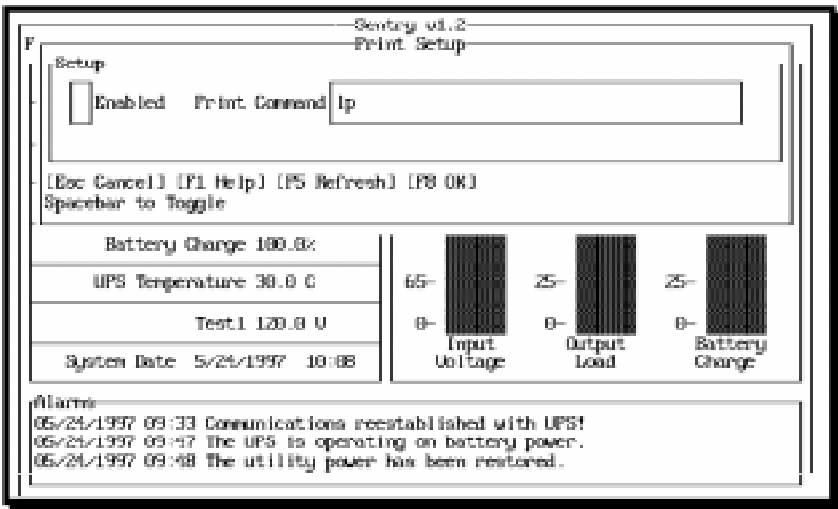 Sentry v1.2
F
Print Setup
Setup
Enabled Print Command lp
[Esc Cancel] [F1 Help] [F5 Refresh] [F8 OK]
Spacebar to Toggle
Battery Charge 100.0%
UPS Temperature 30.0 C
Test1 120.0 V
System Date 5/24/1997 10:08
65-
0-
Input
Voltage
25-
0-
Output
Load
25-
0-
Battery
Charge
Alarms
05/24/1997 09:33 Communications reestablished with UPS!
05/24/1997 09:47 The UPS is operating on battery power.
05/24/1997 09:48 The utility power has been restored.